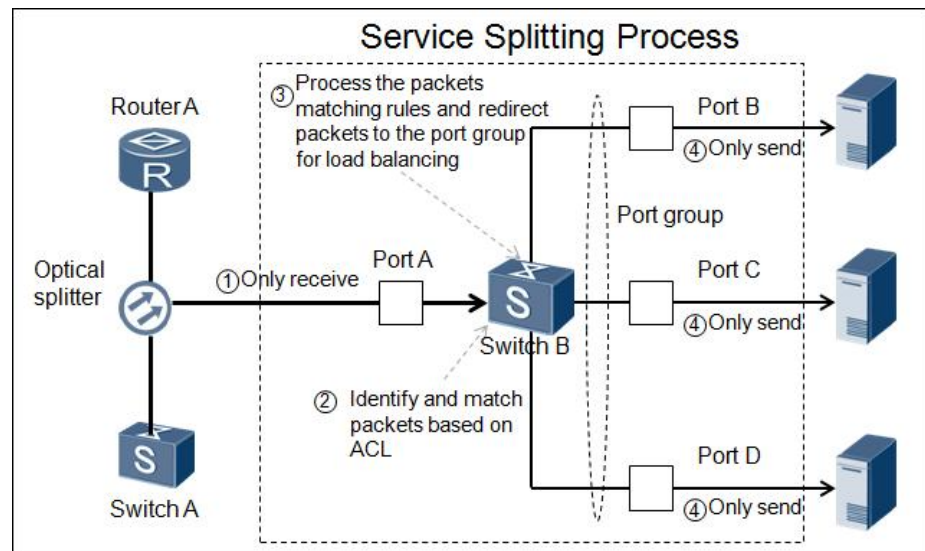 Service Splitting Process
③ Process the packets
matching rules and redirect
packets to the port group
for load balancing
Router A
R
Port B
④ Only send
Port group
Optical
splitter
① Only receive
Port A
S
Switch B
Port C
④ Only send
② Identify and match
packets based on
ACL
S
Switch A
Port D
④ Only send